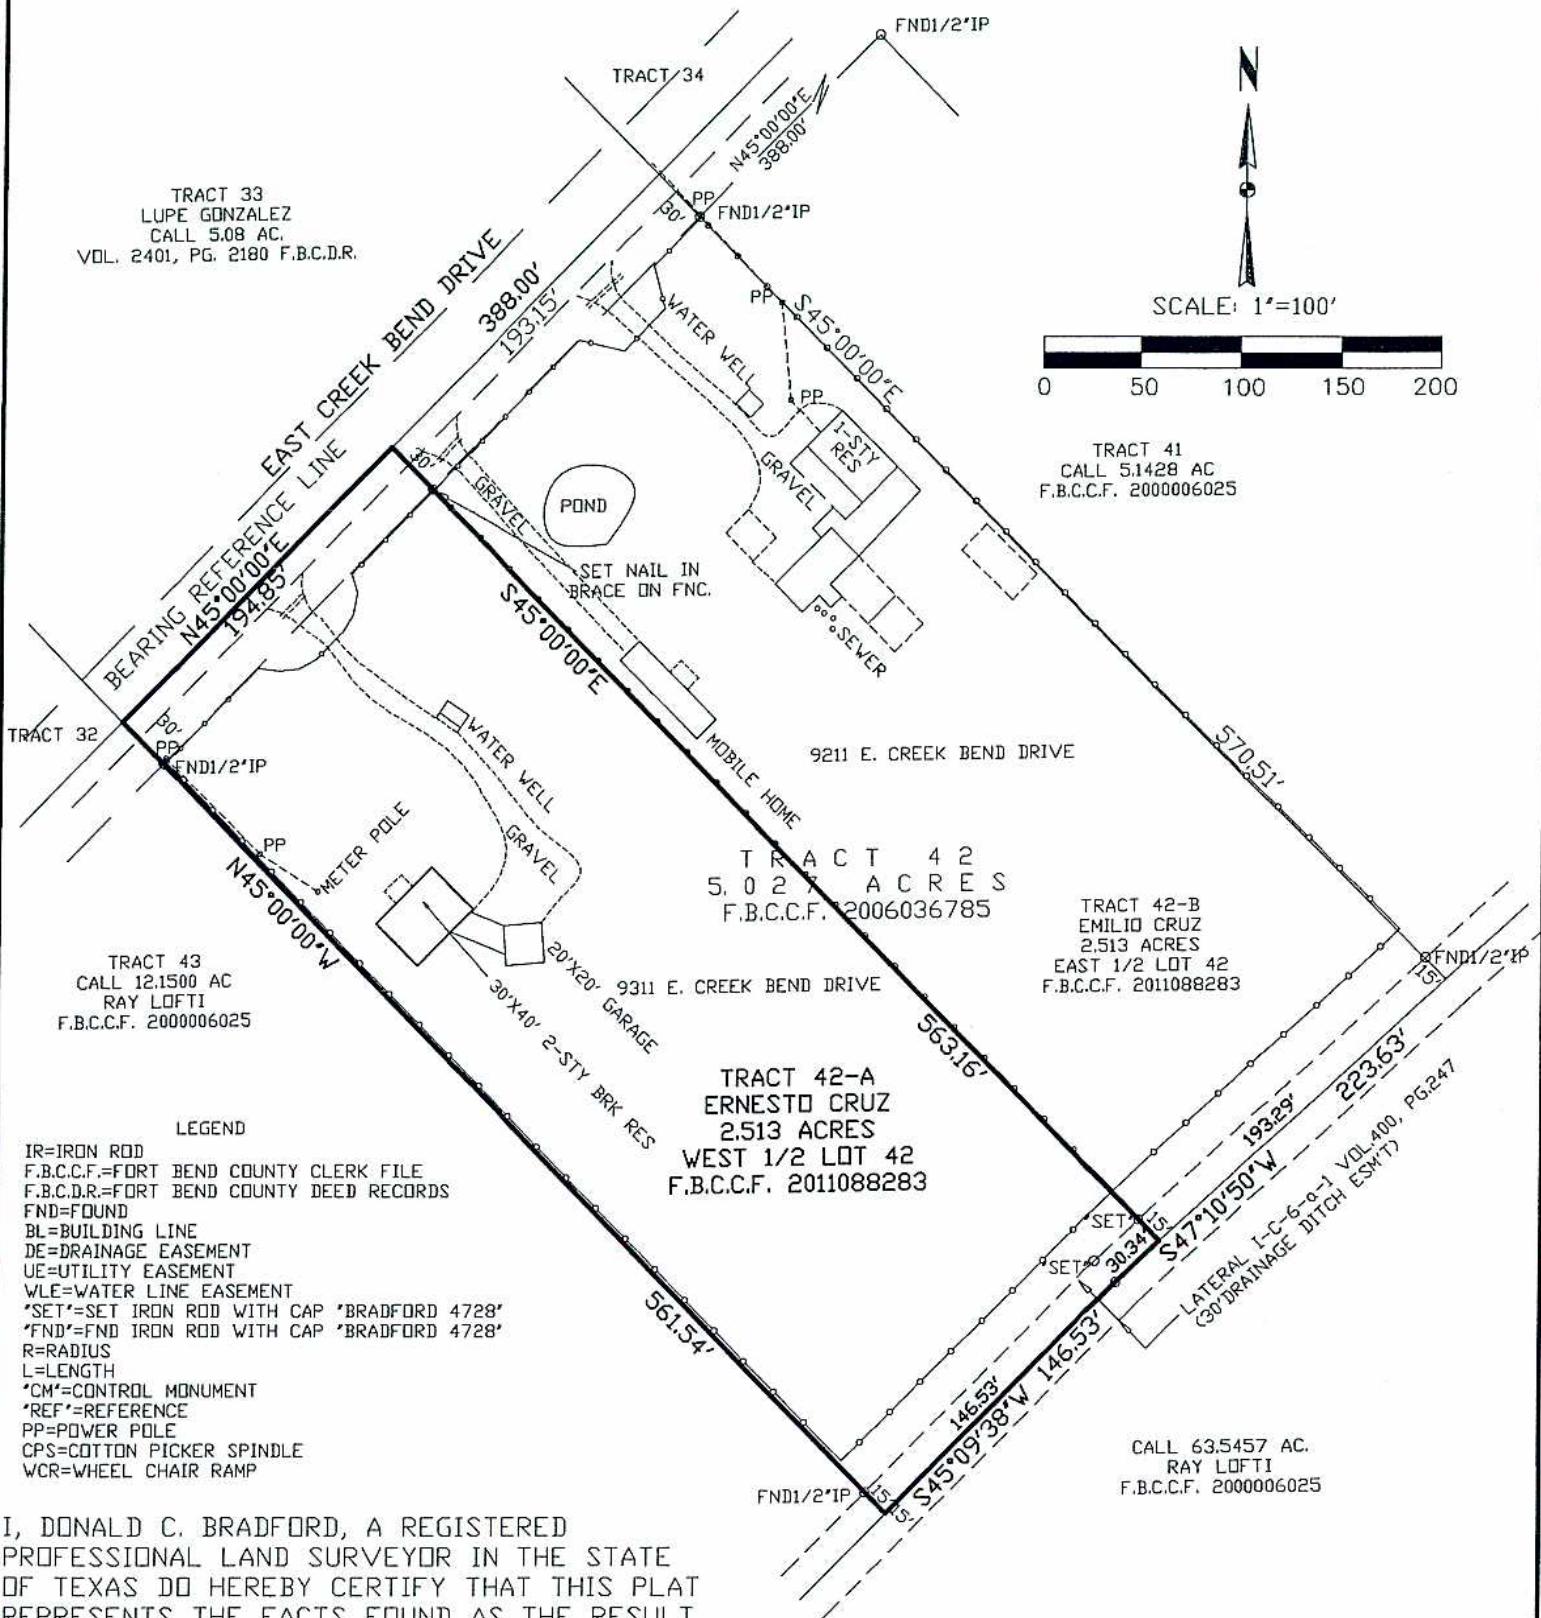 FND1/2"IP
TRACT 34
N45°00'00"E
388.00'
N
TRACT 33
LUPE GONZALEZ
CALL 5.08 AC.
VOL. 2401, PG. 2180 F.B.C.D.R.
PP
30'
FND1/2"IP
EAST CREEK BEND DRIVE
388.00'
193.15'
WATER WELL
PP
S45°00'00"E
PP
SCALE: 1"=100'
0 50 100 150 200
1-STY
RES
TRACT 41
CALL 5.1428 AC
F.B.C.C.F. 2000006025
BEARING REFERENCE LINE
N45°00'00"E
194.85'
30'
GRAVEL
POND
GRAVEL
SET NAIL IN
BRACE ON FNC.
S45°00'00"E
SEWER
TRACT 32
30'
PP
FND1/2"IP
WATER WELL
MOBILE HOME
9211 E. CREEK BEND DRIVE
570.51'
PP
METER POLE
GRAVEL
TRACT 42
5.027 ACRES
F.B.C.C.F. 2006036785
N45°00'00"W
TRACT 42-B
EMILIO CRUZ
2.513 ACRES
EAST 1/2 LOT 42
F.B.C.C.F. 2011088283
FND1/2"IP
15'
TRACT 43
CALL 12.1500 AC
RAY LOFTI
F.B.C.C.F. 2000006025
20'X20' GARAGE
9311 E. CREEK BEND DRIVE
30'X40' 2-STY BRK RES
563.16'
TRACT 42-A
ERNESTO CRUZ
2.513 ACRES
WEST 1/2 LOT 42
F.B.C.C.F. 2011088283
223.63'
193.29'
S47°10'50"W
LATERAL I-C-6-a-1 VOL.400, PG.247
(30'DRAINAGE DITCH ESM'T)
"SET"
15'
"SET"
30.34'
LEGEND
IR=IRON ROD
F.B.C.C.F.=FORT BEND COUNTY CLERK FILE
F.B.C.D.R.=FORT BEND COUNTY DEED RECORDS
FND=FOUND
BL=BUILDING LINE
DE=DRAINAGE EASEMENT
UE=UTILITY EASEMENT
WLE=WATER LINE EASEMENT
"SET"=SET IRON ROD WITH CAP "BRADFORD 4728"
"FND"=FND IRON ROD WITH CAP "BRADFORD 4728"
R=RADIUS
L=LENGTH
"CM"=CONTROL MONUMENT
"REF"=REFERENCE
PP=POWER POLE
CPS=COTTON PICKER SPINDLE
WCR=WHEEL CHAIR RAMP
561.54'
146.53'
S45°09'38"W 146.53'
FND1/2"IP
15'
15'
CALL 63.5457 AC.
RAY LOFTI
F.B.C.C.F. 2000006025
I, DONALD C. BRADFORD, A REGISTERED
PROFESSIONAL LAND SURVEYOR IN THE STATE
OF TEXAS DO HEREBY CERTIFY THAT THIS PLAT
REPRESENTS THE FACTS FOUND AS THE RESULT